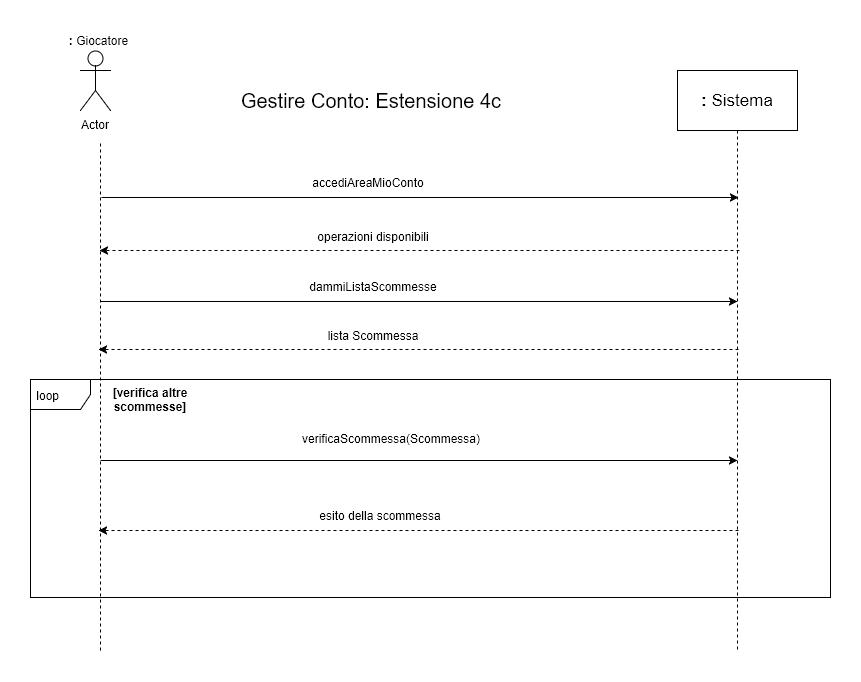 : Giocatore
Actor
Gestire Conto: Estensione 4c
: Sistema
accediAreaMioConto
operazioni disponibili
dammiListaScommesse
lista Scommessa
loop
[verifica altre
scommesse]
verificaScommessa(Scommessa)
esito della scommessa